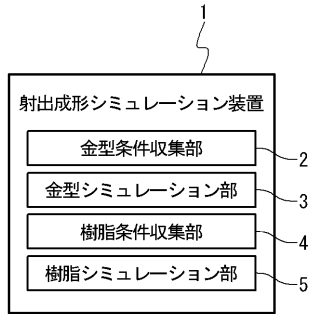 1
射出成形シミュレーション装置
金型条件収集部 2
金型シミュレーション部 3
樹脂条件収集部 4
樹脂シミュレーション部 5